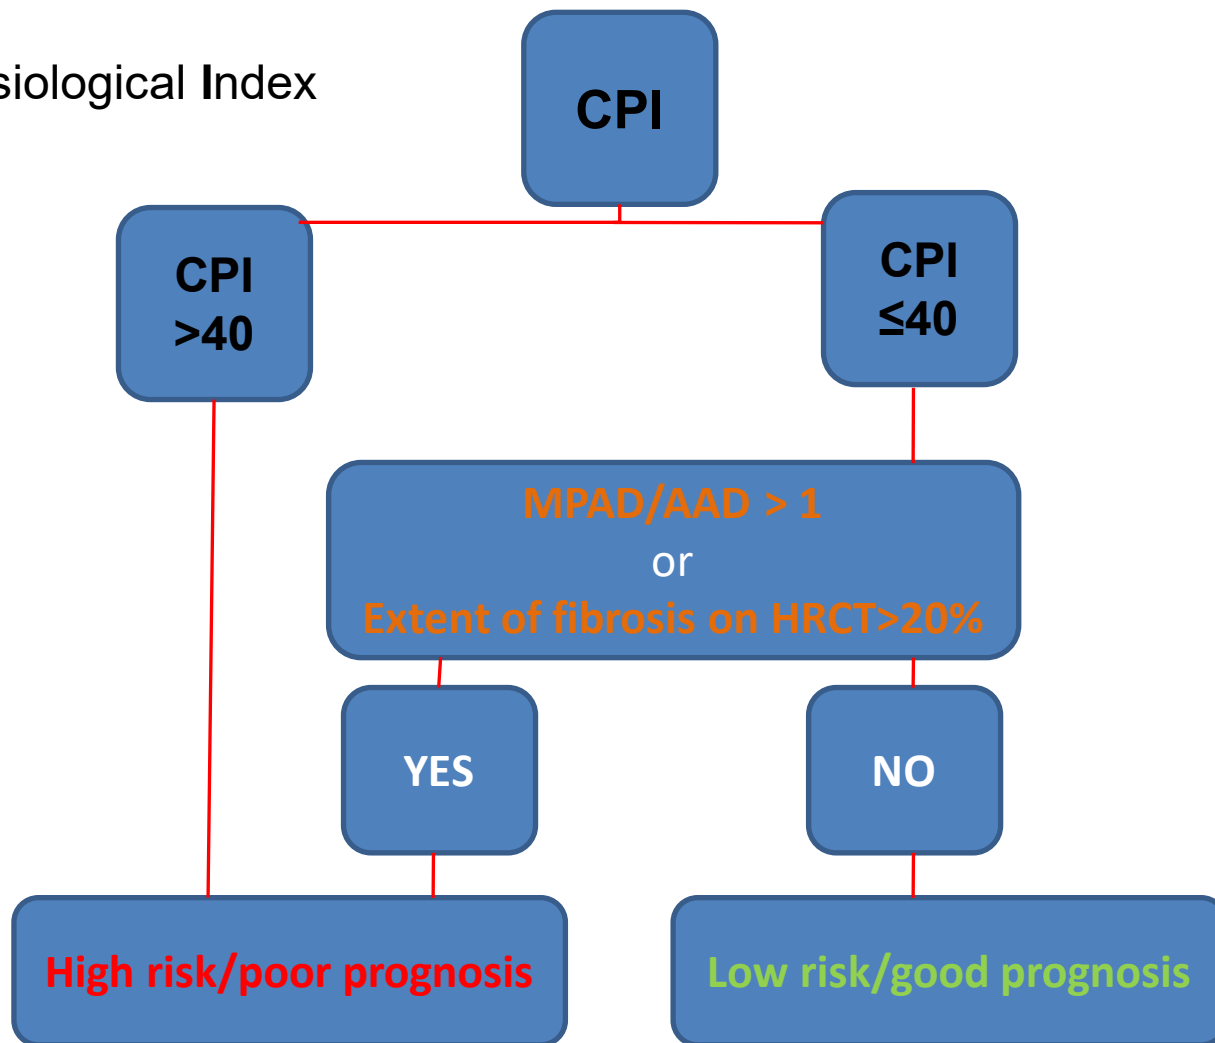 siological Index
CPI
CPI
>40
CPI
≤40
MPAD/AAD > 1
or
Extent of fibrosis on HRCT>20%
YES
NO
High risk/poor prognosis
Low risk/good prognosis